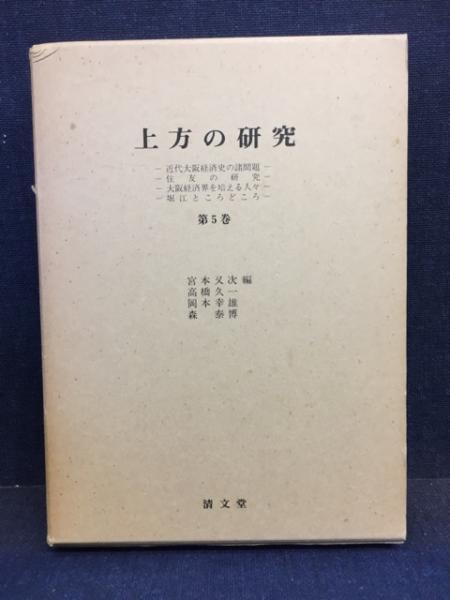 上方の研究
－近代大阪経済史の諸問題－
－住友の研究－
－大阪経済界を培える人々－
－堀江ところどころ－
第5巻
宮本又次編
高橋久一
岡本幸雄
森泰博
清文堂